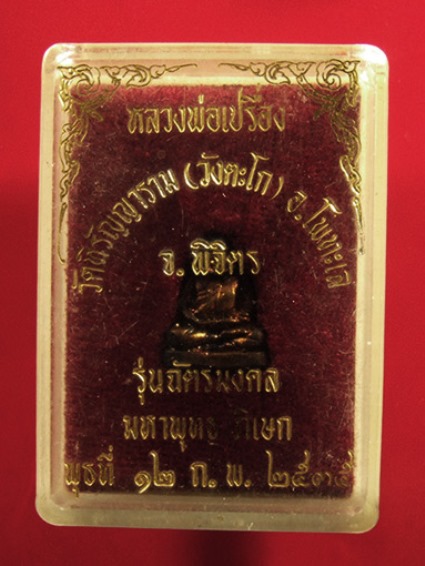 หลวงพ่อเปรื่อง
วัดหิรัญญาราม (วังตะโก) อ.โพทะเล
จ.พิจิตร
รุ่นฉัตรมงคล
มหาพุทธาภิเษก
พุธที่ ๑๒ ก.พ. ๒๕๓๕